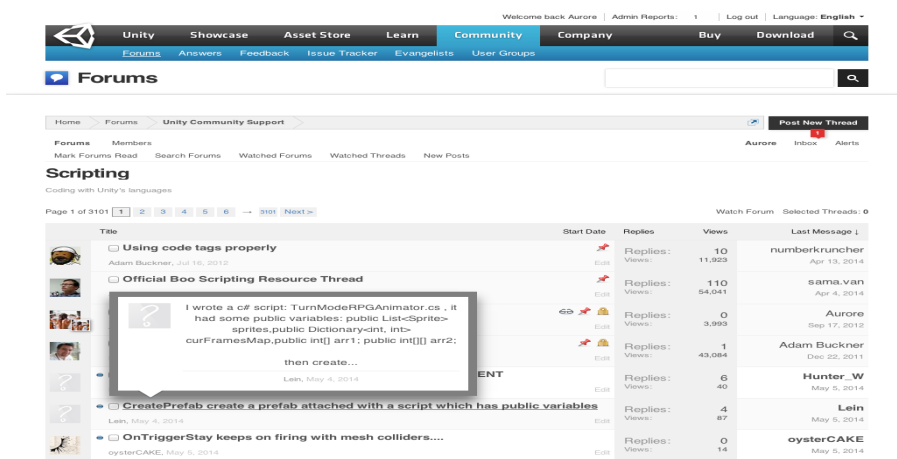 Welcome back Aurore | Admin Reports: 1 | Log out | Language: English
Unity Showcase Asset Store Learn Community Company Buy Download
Forums Answers Feedback Issue Tracker Evangelists User Groups
Forums
Home Forums Unity Community Support Post New Thread
1
Forums Members Aurore Inbox Alerts
Mark Forums Read Search Forums Watched Forums Watched Threads New Posts
Scripting
Coding with Unity's languages
Page 1 of 3101 1 2 3 4 5 6 → 3101 Next > Watch Forum Selected Threads: 0
Title Start Date Replies Views Last Message ↓
Using code tags properly Replies: 10 numberkruncher
Adam Buckner, Jul 16, 2012 Edit Views: 11,923 Apr 13, 2014
Official Boo Scripting Resource Thread Replies: 110 sama.van
Edit Views: 54,041 Apr 4, 2014
I wrote a c# script: TurnModeRPGAnimator.cs , it
had some public variables: public List<Sprite>
sprites,public Dictionary<int, int>
curFramesMap,public int[] arr1; public int[][] arr2;
then create...
Lein, May 4, 2014
Replies: 0 Aurore
Edit Views: 3,993 Sep 17, 2012
Replies: 1 Adam Buckner
Edit Views: 43,084 Dec 22, 2011
ENT Replies: 6 Hunter_W
Edit Views: 40 May 5, 2014
CreatePrefab create a prefab attached with a script which has public variables Replies: 4 Lein
Lein, May 4, 2014 Edit Views: 87 May 5, 2014
OnTriggerStay keeps on firing with mesh colliders.... Replies: 0 oysterCAKE
oysterCAKE, May 5, 2014 Edit Views: 14 May 5, 2014